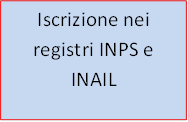 Iscrizione nei
registri INPS e
INAIL